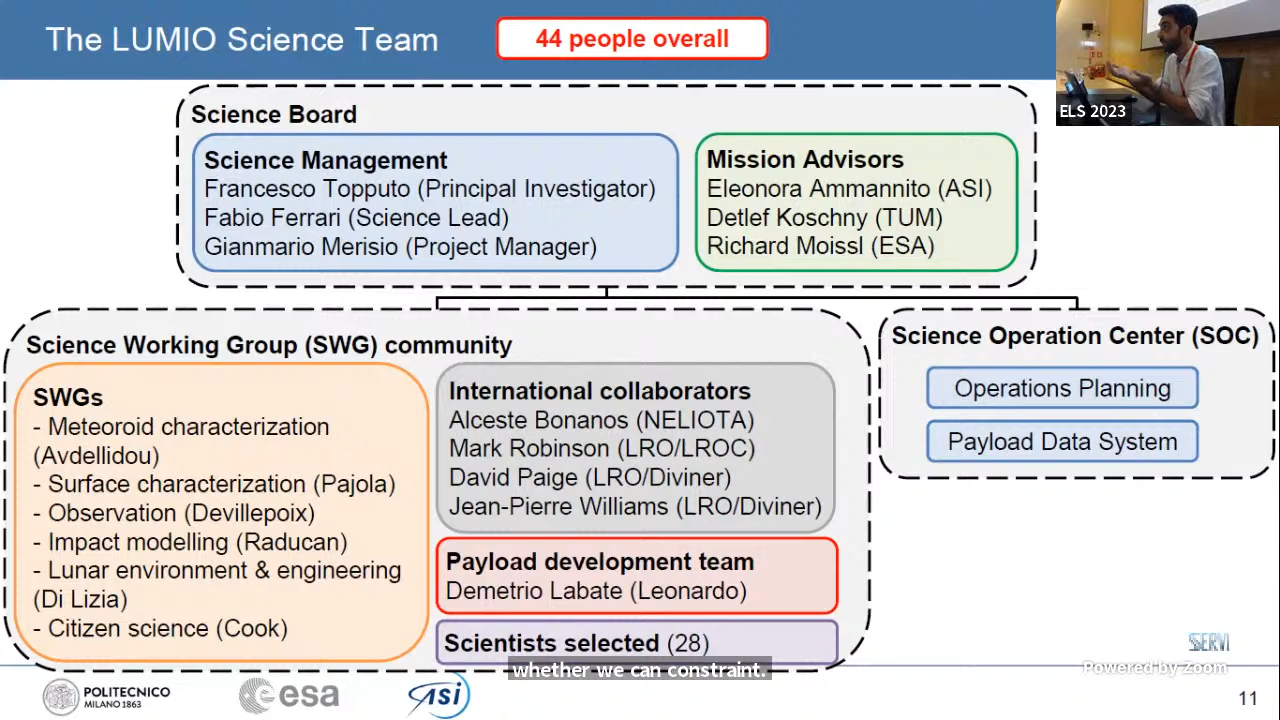 The LUMIO Science Team
44 people overall
ELS 2023
Science Board
Science Management
Francesco Topputo (Principal Investigator)
Fabio Ferrari (Science Lead)
Gianmario Merisio (Project Manager)
Mission Advisors
Eleonora Ammannito (ASI)
Detlef Koschny (TUM)
Richard Moissl (ESA)
Science Working Group (SWG) community
SWGs
- Meteoroid characterization
(Avdellidou)
- Surface characterization (Pajola)
- Observation (Devillepoix)
- Impact modelling (Raducan)
- Lunar environment & engineering
(Di Lizia)
- Citizen science (Cook)
International collaborators
Alceste Bonanos (NELIOTA)
Mark Robinson (LRO/LROC)
David Paige (LRO/Diviner)
Jean-Pierre Williams (LRO/Diviner)
Payload development team
Demetrio Labate (Leonardo)
Scientists selected (28)
Science Operation Center (SOC)
Operations Planning
Payload Data System
whether we can constraint.
SERVI
Powered by Zoom
POLITECNICO
MILANO 1863
esa
ASI
11